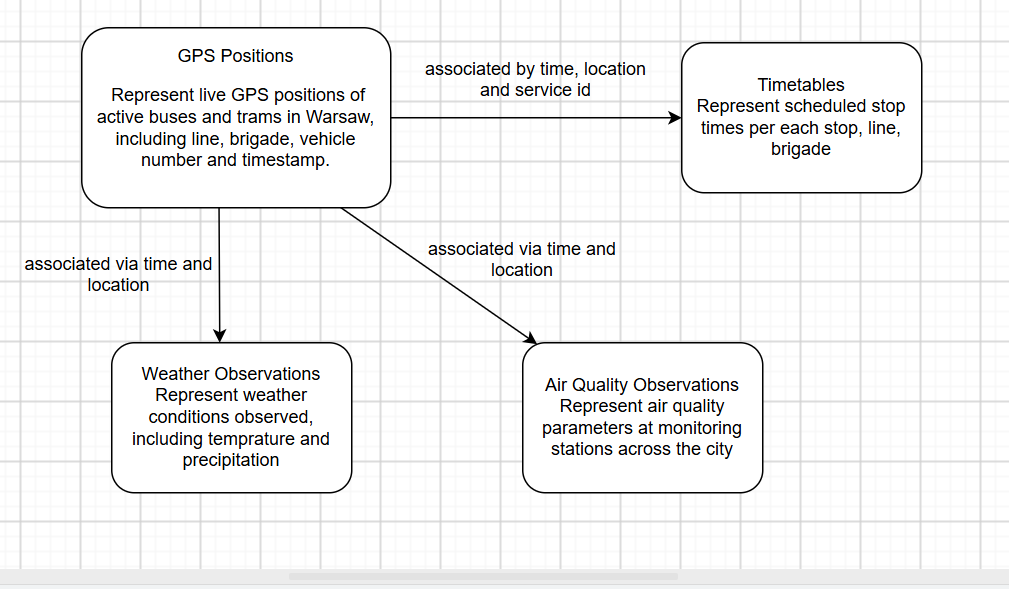 GPS Positions
Represent live GPS positions of
active buses and trams in Warsaw,
including line, brigade, vehicle
number and timestamp.
associated by time, location
and service id
Timetables
Represent scheduled stop
times per each stop, line,
brigade
associated via time and
location
associated via time and
location
Weather Observations
Represent weather
conditions observed,
including temprature and
precipitation
Air Quality Observations
Represent air quality
parameters at monitoring
stations across the city